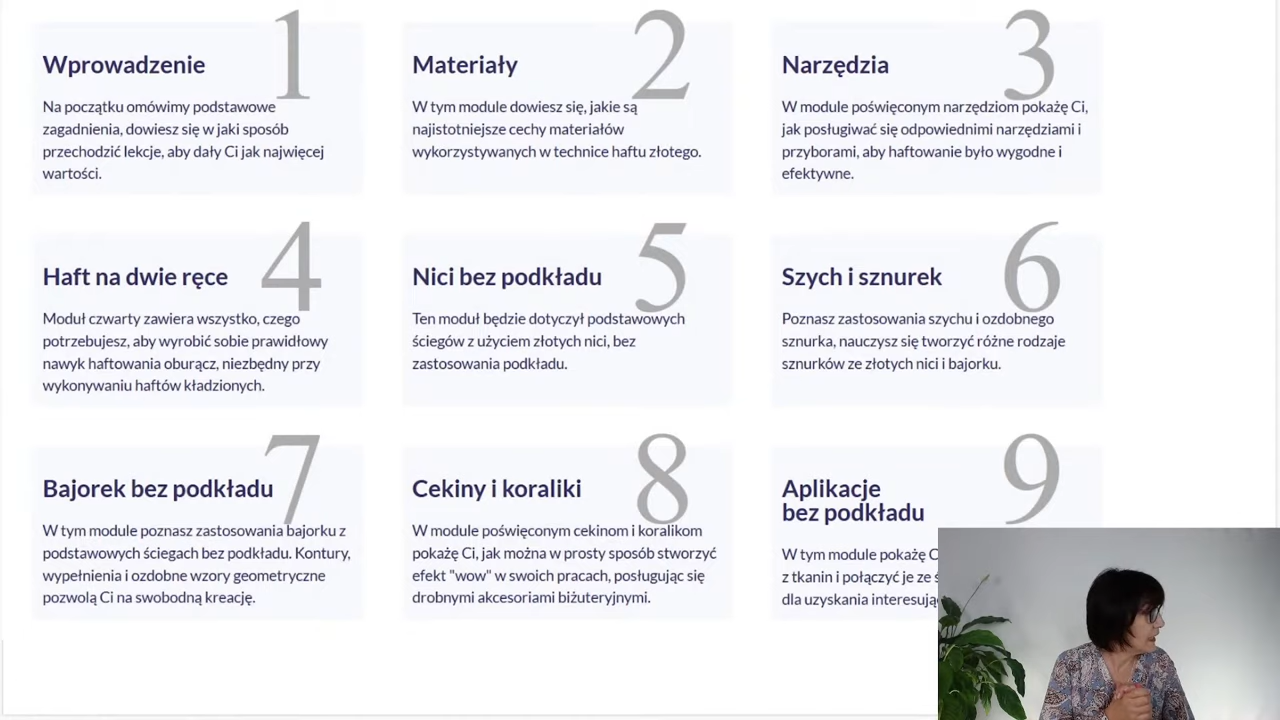 1
Wprowadzenie
Na początku omówimy podstawowe
zagadnienia, dowiesz się w jaki sposób
przechodzić lekcje, aby dały Ci jak najwięcej
wartości.
2
Materiały
W tym module dowiesz się, jakie są
najistotniejsze cechy materiałów
wykorzystywanych w technice haftu złotego.
3
Narzędzia
W module poświęconym narzędziom pokażę Ci,
jak posługiwać się odpowiednimi narzędziami i
przyborami, aby haftowanie było wygodne i
efektywne.
4
Haft na dwie ręce
Moduł czwarty zawiera wszystko, czego
potrzebujesz, aby wyrobić sobie prawidłowy
nawyk haftowania oburącz, niezbędny przy
wykonywaniu haftów kładzionych.
5
Nici bez podkładu
Ten moduł będzie dotyczył podstawowych
ściegów z użyciem złotych nici, bez
zastosowania podkładu.
6
Szych i sznurek
Poznasz zastosowania szychu i ozdobnego
sznurka, nauczysz się tworzyć różne rodzaje
sznurków ze złotych nici i bajorku.
7
Bajorek bez podkładu
W tym module poznasz zastosowania bajorku z
podstawowych ściegach bez podkładu. Kontury,
wypełnienia i ozdobne wzory geometryczne
pozwolą Ci na swobodną kreację.
8
Cekiny i koraliki
W module poświęconym cekinom i koralikom
pokażę Ci, jak można w prosty sposób stworzyć
efekt "wow" w swoich pracach, posługując się
drobnymi akcesoriami biżuteryjnymi.
9
Aplikacje
bez podkładu
W tym module pokażę
z tkanin i połączyć je ze
dla uzyskania